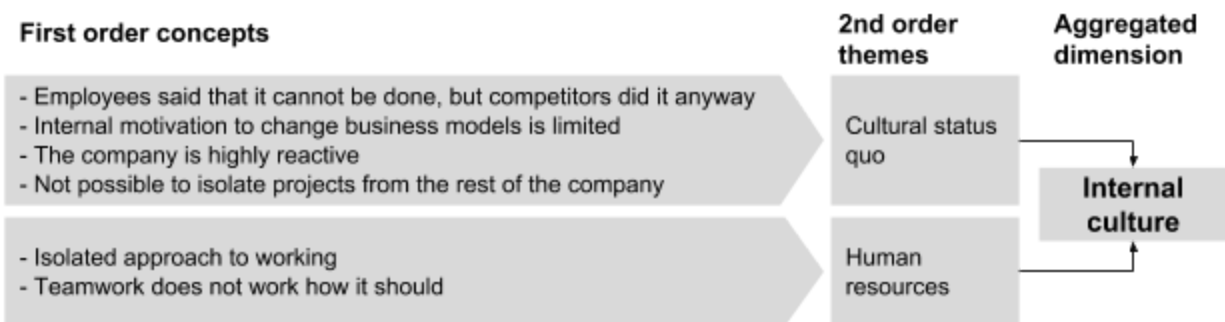 First order concepts
2nd order
themes
Aggregated
dimension
- Employees said that it cannot be done, but competitors did it anyway
- Internal motivation to change business models is limited
- The company is highly reactive
- Not possible to isolate projects from the rest of the company
Cultural status
quo
Internal
culture
- Isolated approach to working
- Teamwork does not work how it should
Human
resources